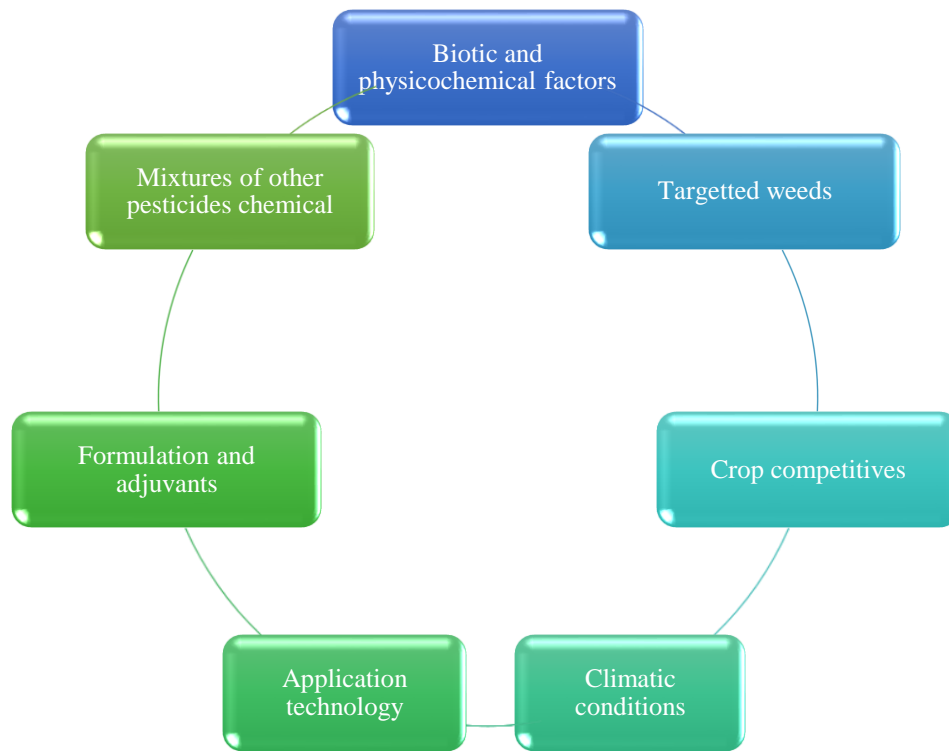 Biotic and
physicochemical factors
Targetted weeds
Crop competitives
Climatic
conditions
Application
technology
Formulation and
adjuvants
Mixtures of other
pesticides chemical